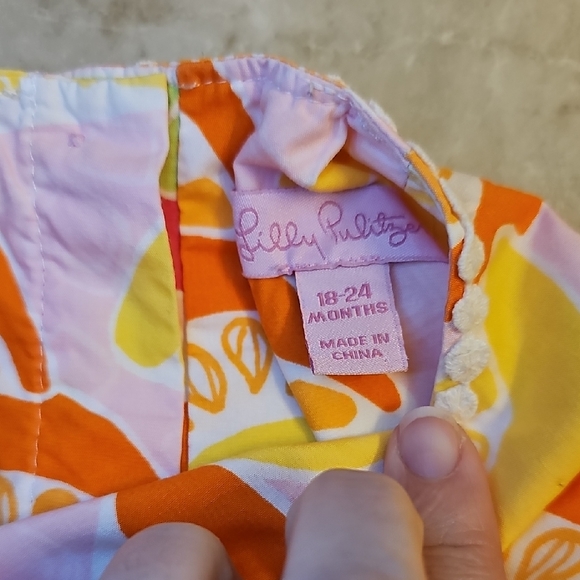 Lilly Pulitzer
18-24
MONTHS
MADE IN
CHINA